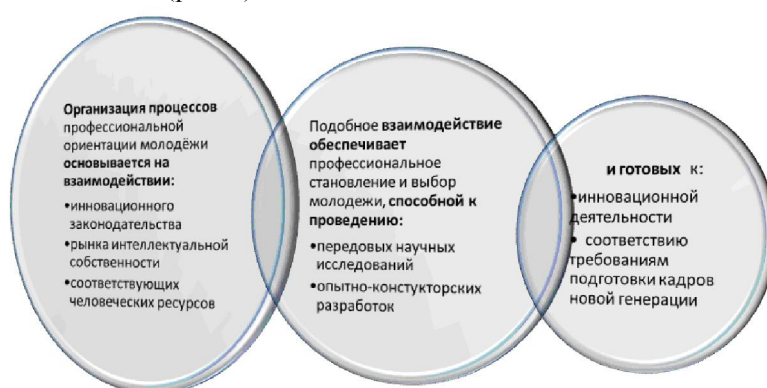 Организация процессов
профессиональной
ориентации молодёжи
основывается на
взаимодействии:
•инновационного
законодательства
•рынка интеллектуальной
собственности
•соответствующих
человеческих ресурсов
Подобное взаимодействие
обеспечивает
профессиональное
становление и выбор
молодежи, способной к
проведению:
•передовых научных
исследований
•опытно-констукторских
разработок
и готовых к:
•инновационной
деятельности
• соответствию
требованиям
подготовки кадров
новой генерации